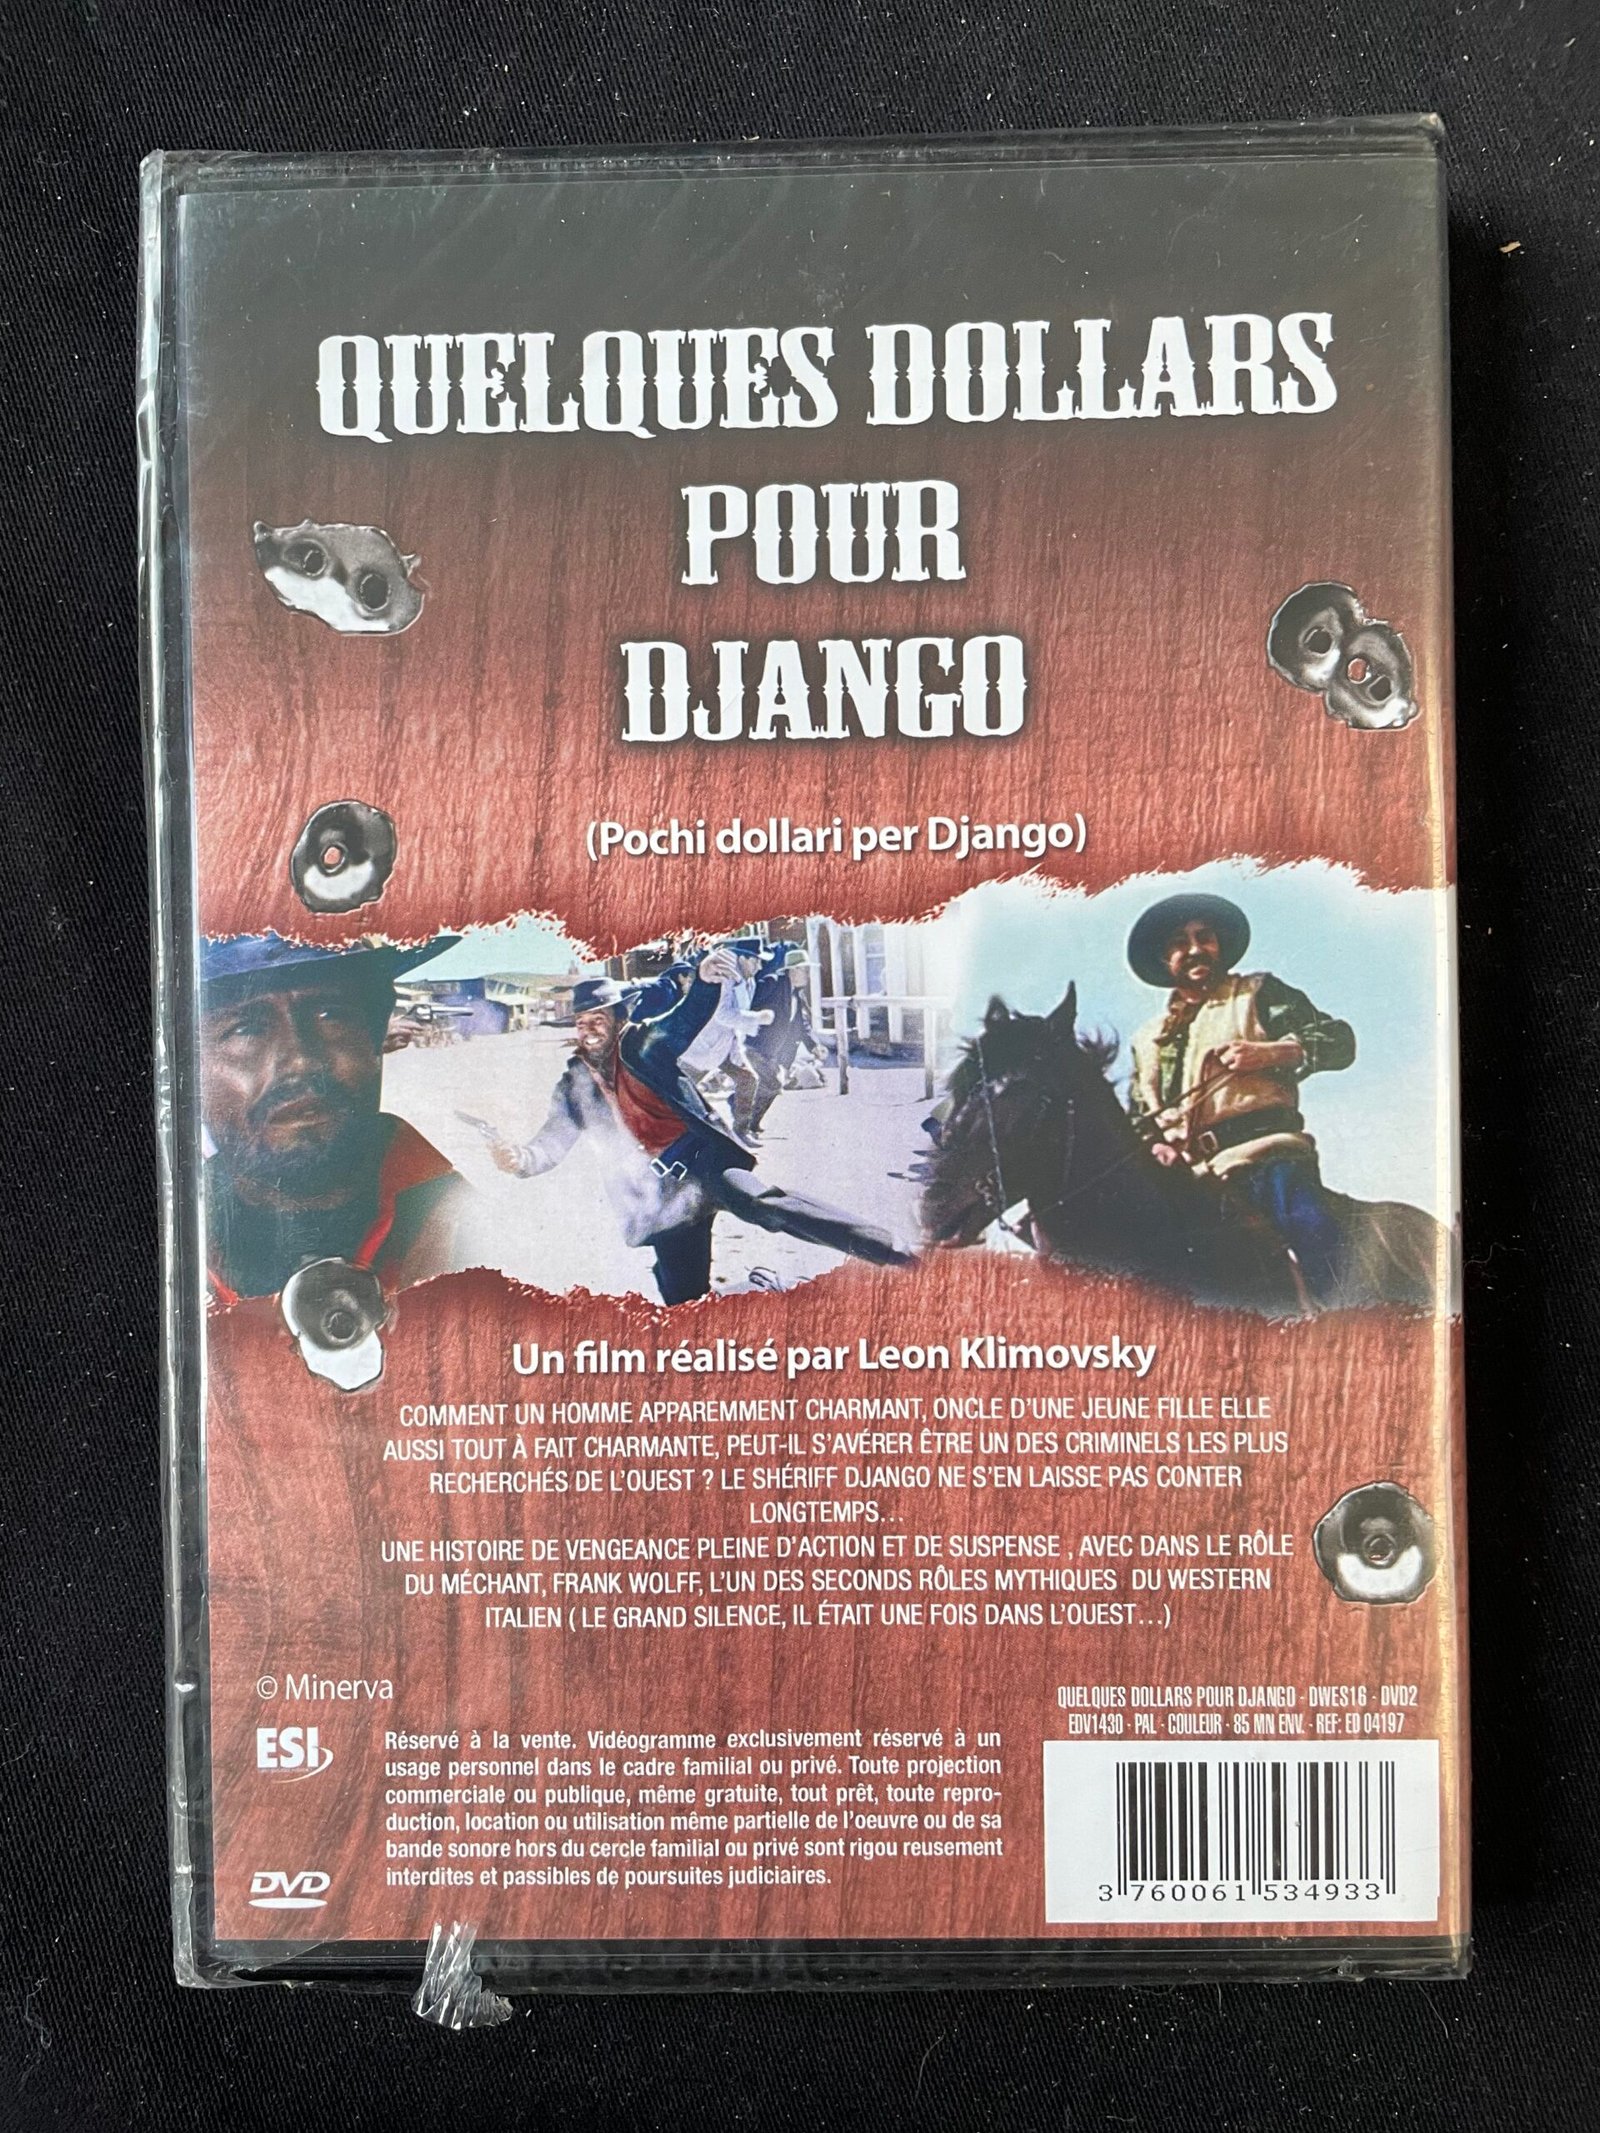 QUELQUES DOLLARS
POUR
DJANGO
(Pochi dollari per Django)
Un film réalisé par Leon Klimovsky
COMMENT UN HOMME APPAREMMENT CHARMANT, ONCLE D'UNE JEUNE FILLE ELLE
AUSSI TOUT À FAIT CHARMANTE, PEUT-IL S'AVÉRER ÊTRE UN DES CRIMINELS LES PLUS
RECHERCHÉS DE L'OUEST ? LE SHÉRIFF DJANGO NE S'EN LAISSE PAS CONTER
LONGTEMPS...
UNE HISTOIRE DE VENGEANCE PLEINE D'ACTION ET DE SUSPENSE , AVEC DANS LE RÔLE
DU MÉCHANT, FRANK WOLFF, L'UN DES SECONDS RÔLES MYTHIQUES DU WESTERN
ITALIEN ( LE GRAND SILENCE, IL ÉTAIT UNE FOIS DANS L'OUEST...)
© Minerva
ESI
Réservé à la vente. Vidéogramme exclusivement réservé à un
usage personnel dans le cadre familial ou privé. Toute projection
commerciale ou publique, même gratuite, tout prêt, toute repro-
duction, location ou utilisation même partielle de l'oeuvre ou de sa
bande sonore hors du cercle familial ou privé sont rigou reusement
interdites et passibles de poursuites judiciaires.
DVD
QUELQUES DOLLARS POUR DJANGO - DWES16 - DVD2
EDV1430 - PAL - COULEUR - 85 MN ENV. - REF: ED 04197
3 760061 534933